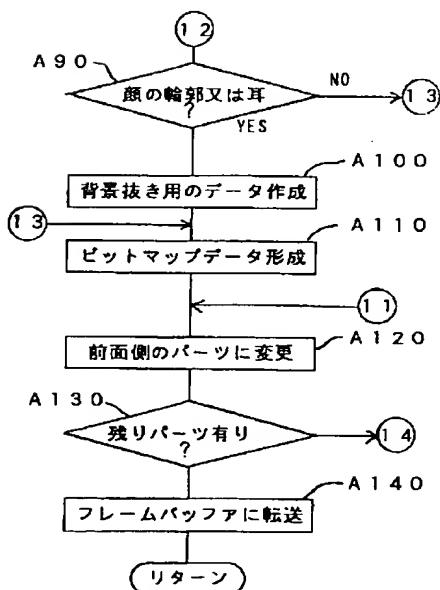 12
A90
顔の輪郭又は耳
?
NO
13
YES
A100
背景抜き用のデータ作成
13
A110
ビットマップデータ形成
11
A120
前面側のパーツに変更
A130
残りパーツ有り
?
14
A140
フレームバッファに転送
リターン